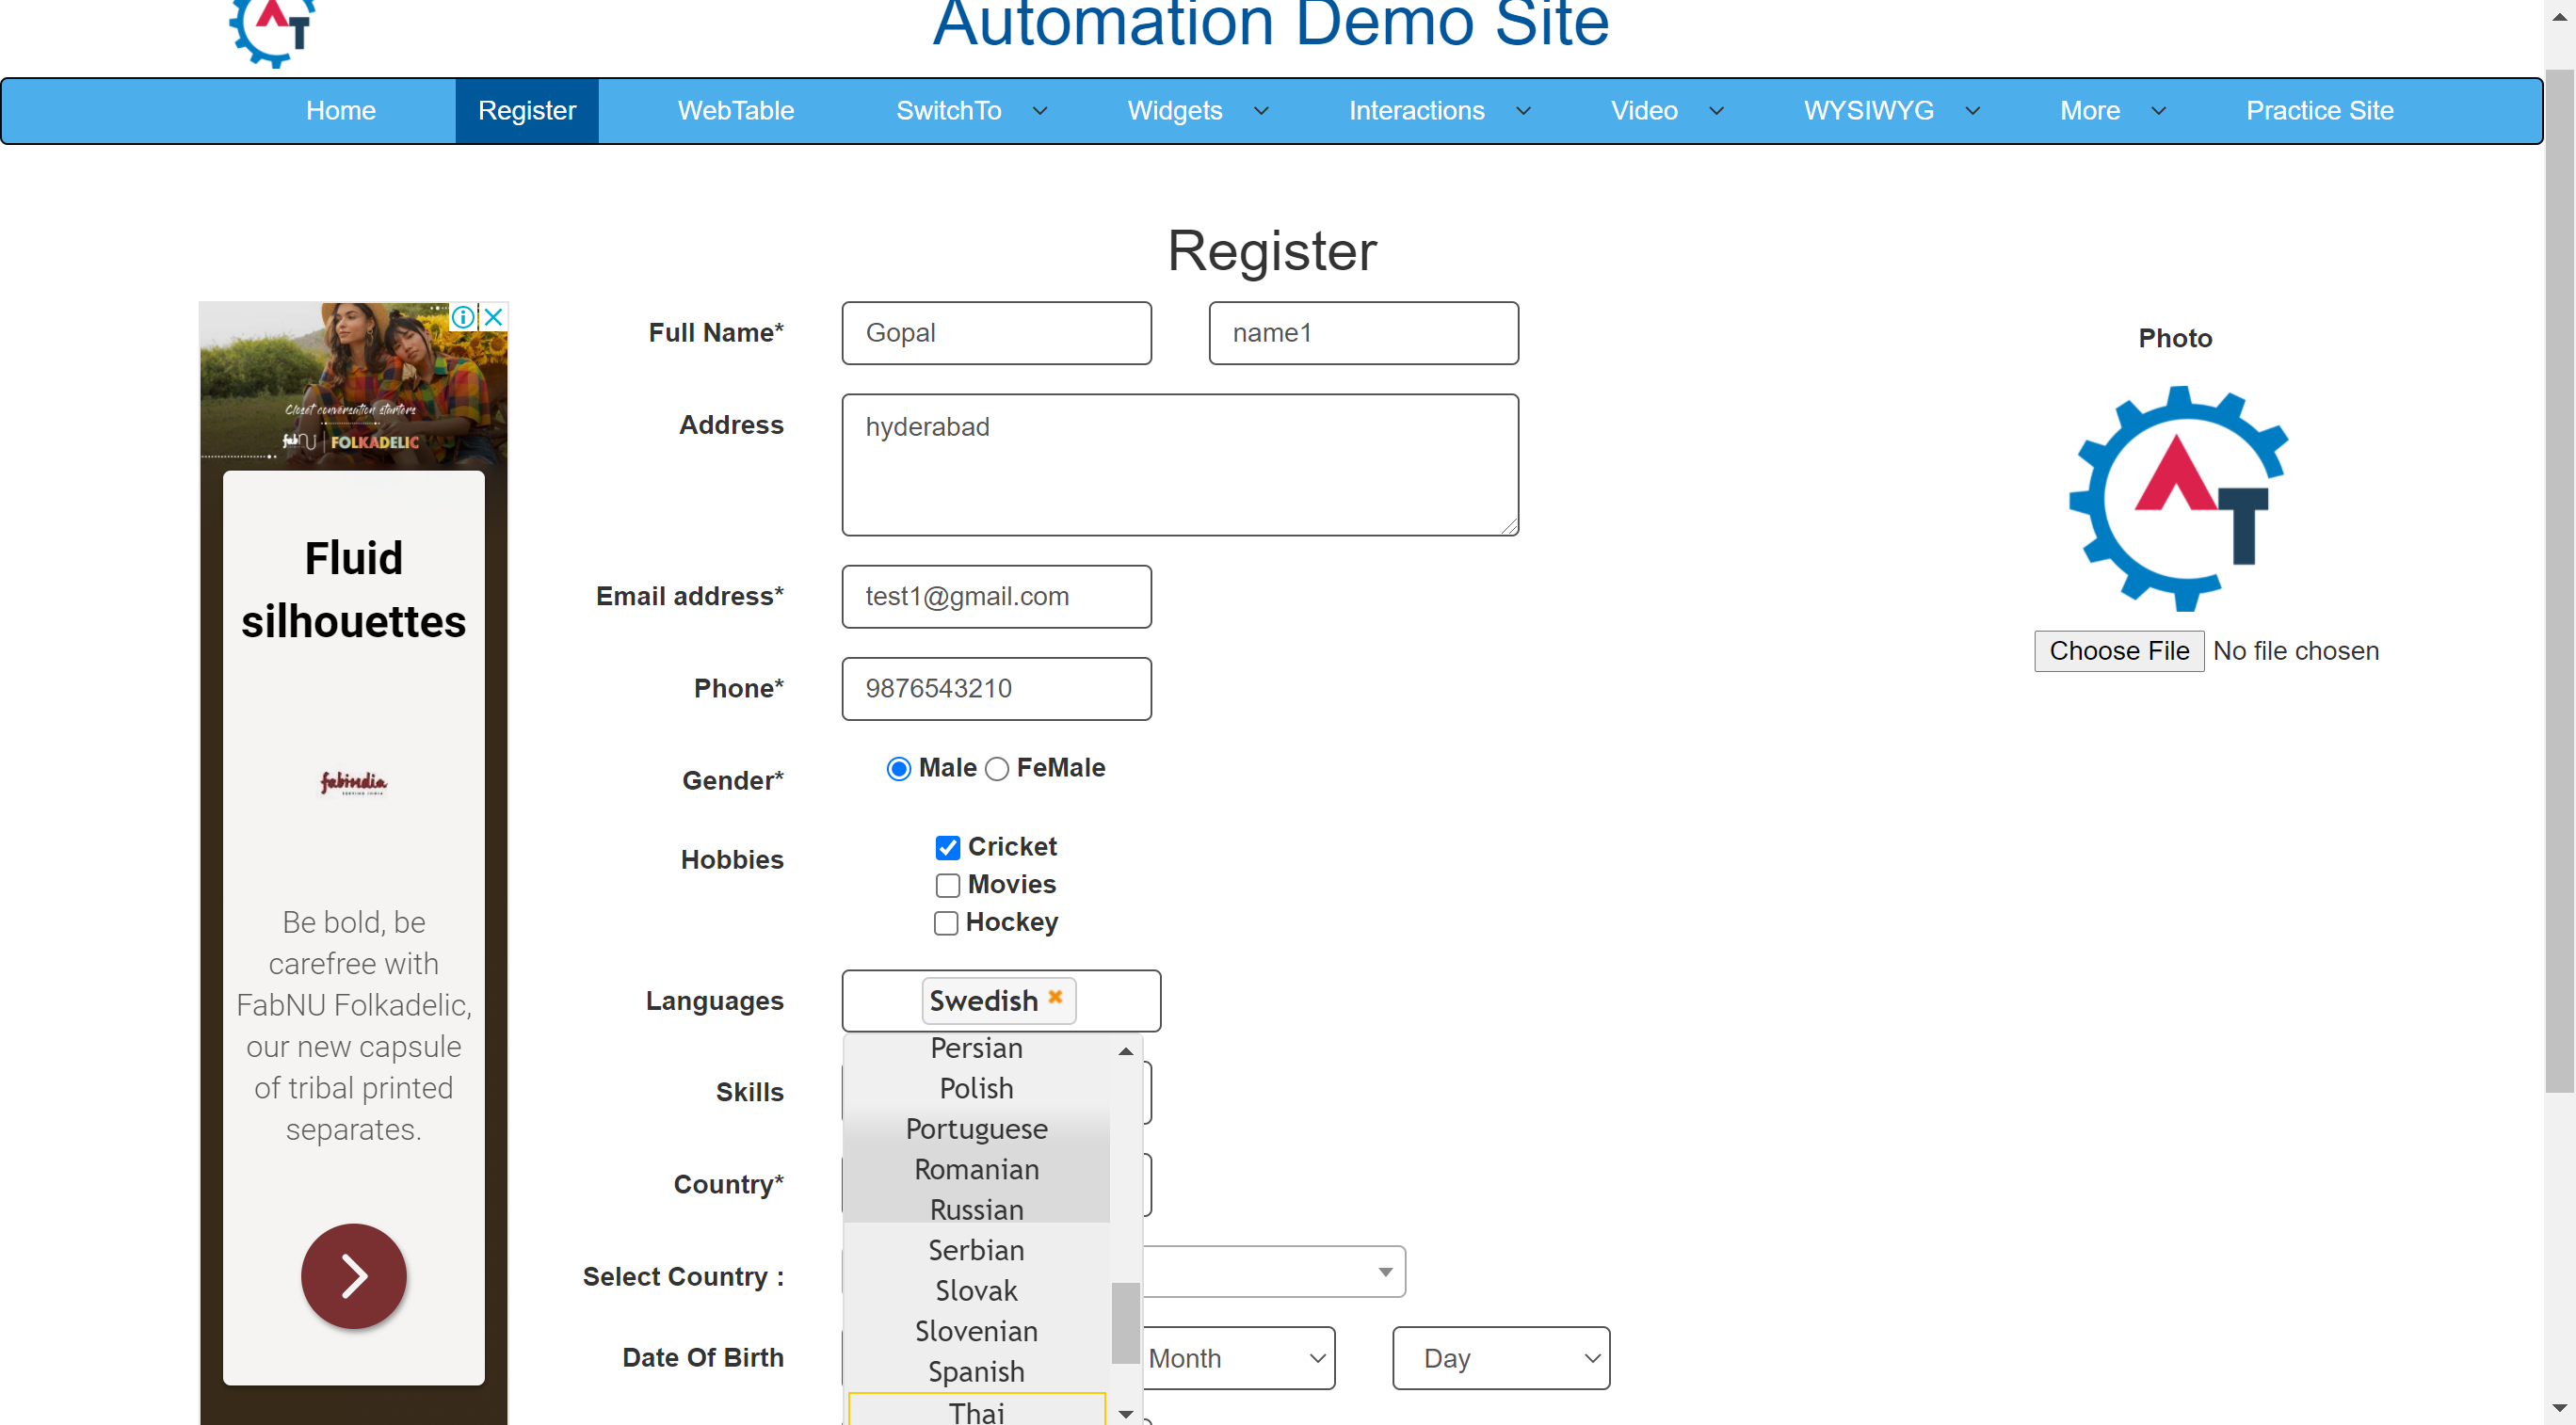 Automation Demo Site
Home Register WebTable SwitchTo Widgets Interactions Video WYSIWYG More Practice Site
Register
Full Name* Gopal name1
Photo
Address hyderabad
Closet conversation starters
fabNU FOLKADELIC
Fluid
silhouettes
Email address* test1@gmail.com
Choose File No file chosen
Phone* 9876543210
Gender* Male FeMale
fabindia
Hobbies Cricket
Movies
Hockey
Be bold, be
carefree with
FabNU Folkadelic,
our new capsule
of tribal printed
separates.
Languages Swedish
Persian
Polish
Portuguese
Romanian
Russian
Serbian
Slovak
Slovenian
Spanish
Thai
Skills
Country*
Select Country :
Date Of Birth Month Day